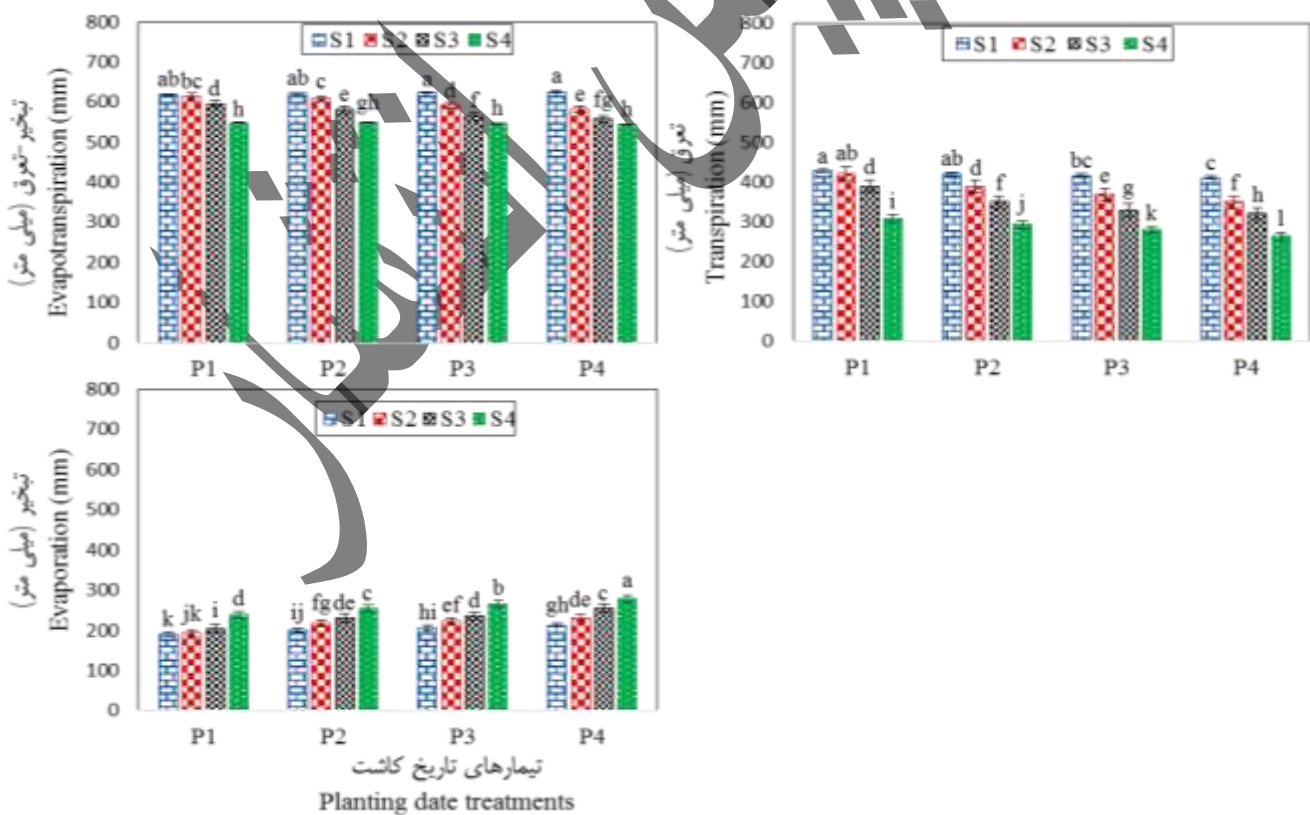 800
700
600
500
400
300
200
100
0
تبخیر-تعرق (میلی متر)
Evapotranspiration (mm)
S1 S2 S3 S4
ab bc d h
ab c e gh
a d f h
a e fg h
P1 P2 P3 P4
800
700
600
500
400
300
200
100
0
تعرق (میلی متر)
Transpiration (mm)
S1 S2 S3 S4
a ab d i
ab d f j
bc e g k
c f h l
P1 P2 P3 P4
800
700
600
500
400
300
200
100
0
تبخیر (میلی متر)
Evaporation (mm)
S1 S2 S3 S4
k jk i d
ij fg de c
hi ef d b
gh de c a
P1 P2 P3 P4
تیمارهای تاریخ کاشت
Planting date treatments